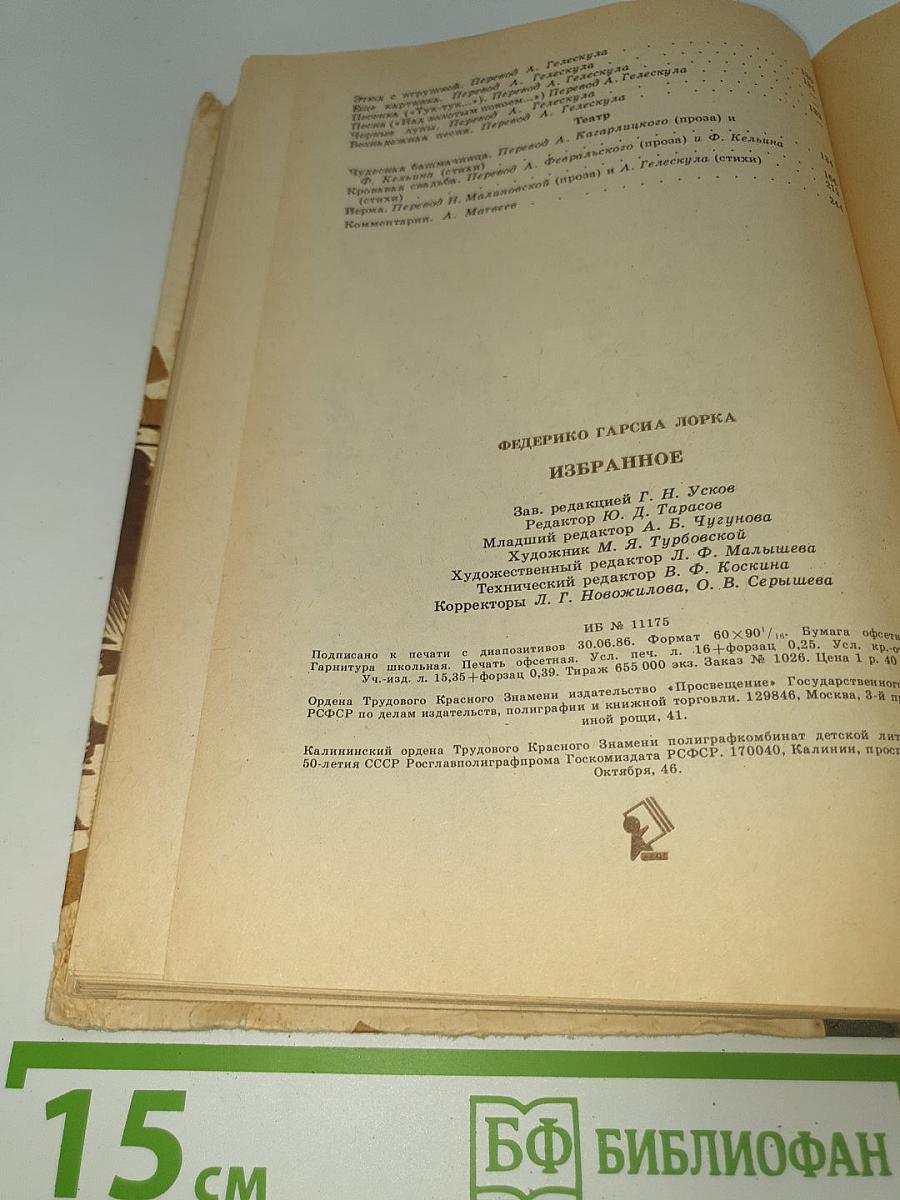 Этюд с игрушкой. Перевод А. Гелескула
Еще картинка. Перевод А. Гелескула
Песенка («Тук-тук...»). Перевод А. Гелескула
Песня («Над золотым покоем...») Перевод А. Гелескула
Черные луны. Перевод А. Гелескула
Безнадежная песня. Перевод А. Гелескула
Театр
Чудесная башмачница. Перевод А. Кагарлицкого (проза) и
Ф. Кельина (стихи)
Кровавая свадьба. Перевод А. Февральского (проза) и Ф. Кельина
(стихи)
Йерма. Перевод Н. Малиновской (проза) и А. Гелескула (стихи)
Комментарии. А. Матвеев 244
ФЕДЕРИКО ГАРСИА ЛОРКА
ИЗБРАННОЕ
Зав. редакцией Г. Н. Усков
Редактор Ю. Д. Тарасов
Младший редактор А. Б. Чугунова
Художник М. Я. Турбовской
Художественный редактор Л. Ф. Малышева
Технический редактор В. Ф. Коскина
Корректоры Л. Г. Новожилова, О. В. Серышева
ИБ № 11175
Подписано к печати с диапозитивов 30.06.86. Формат 60×90¹/₁₆. Бумага офсет
Гарнитура школьная. Печать офсетная. Усл. печ. л. 16+форзац 0,25. Усл. кр.-о
Уч.-изд. л. 15,35+форзац 0,39. Тираж 655 000 экз. Заказ № 1026. Цена 1 р. 40
Ордена Трудового Красного Знамени издательство «Просвещение» Государственного
РСФСР по делам издательств, полиграфии и книжной торговли. 129846, Москва, 3-й пр
иной рощи, 41.
Калининский ордена Трудового Красного Знамени полиграфкомбинат детской лит
50-летия СССР Росглавполиграфпрома Госкомиздата РСФСР. 170040, Калинин, просп
Октября, 46.
15 см
БФ БИБЛИОФАН